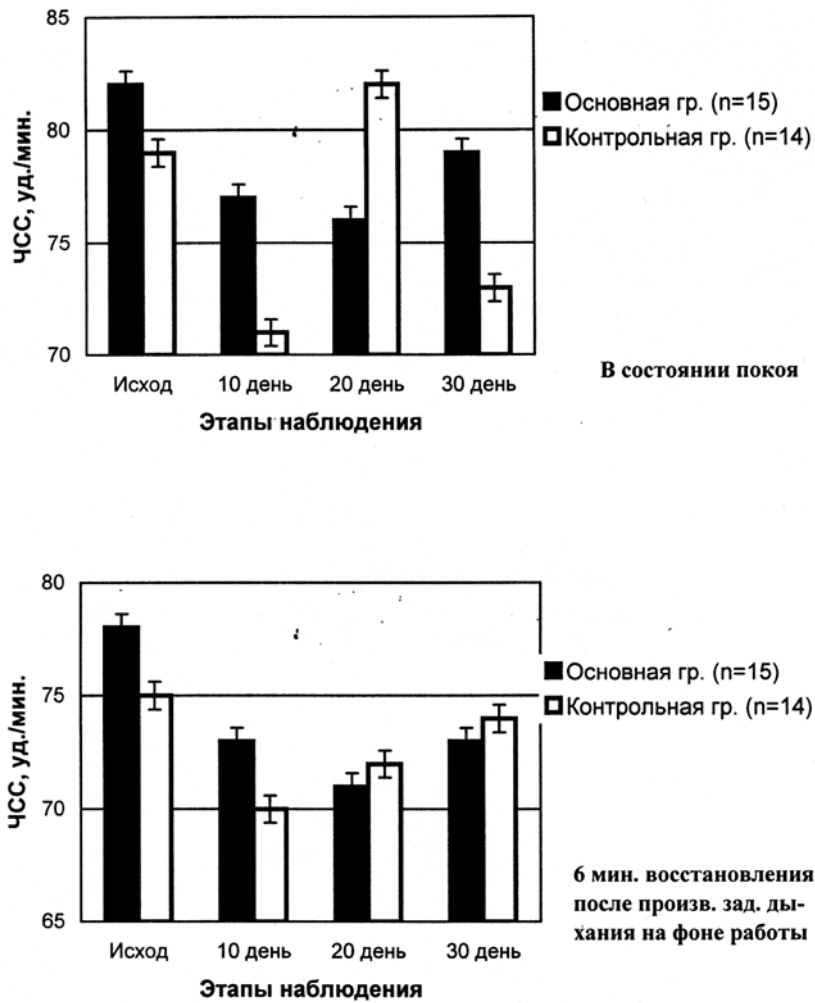 85
80
75
70
ЧСС, уд./мин.
Основная гр. (n=15)
Контрольная гр. (n=14)
Исход 10 день 20 день 30 день
Этапы наблюдения
В состоянии покоя
80
75
70
65
ЧСС, уд./мин.
Основная гр. (n=15)
Контрольная гр. (n=14)
Исход 10 день 20 день 30 день
Этапы наблюдения
6 мин. восстановления
после произв. зад. ды-
хания на фоне работы